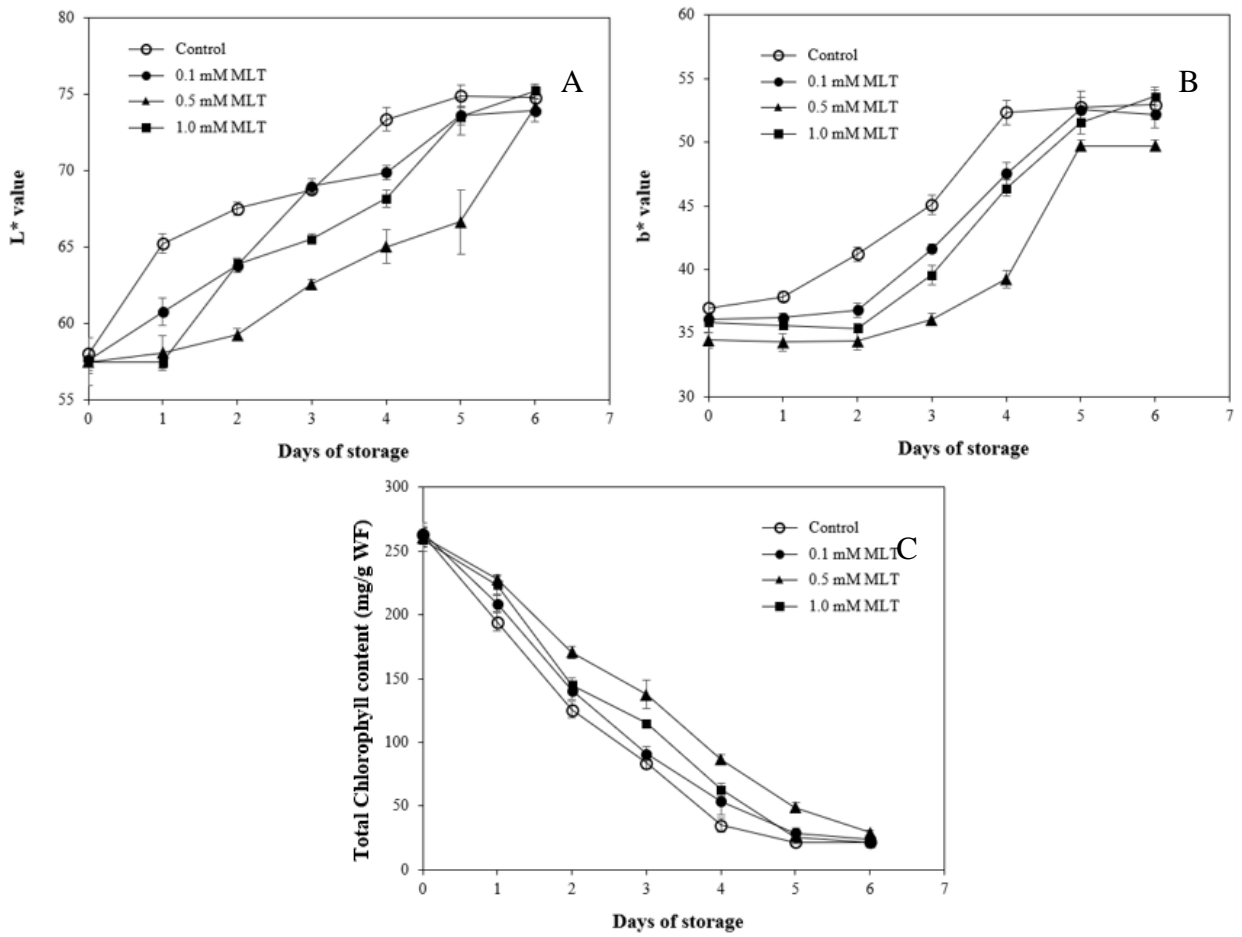 80
75
70
65
60
55
L* value
Control
0.1 mM MLT
0.5 mM MLT
1.0 mM MLT
A
0 1 2 3 4 5 6 7
Days of storage
60
55
50
45
40
35
30
b* value
Control
0.1 mM MLT
0.5 mM MLT
1.0 mM MLT
B
0 1 2 3 4 5 6 7
Days of storage
300
250
200
150
100
50
0
Total Chlorophyll content (mg/g WF)
Control
0.1 mM MLT
0.5 mM MLT
1.0 mM MLT
C
0 1 2 3 4 5 6 7
Days of storage